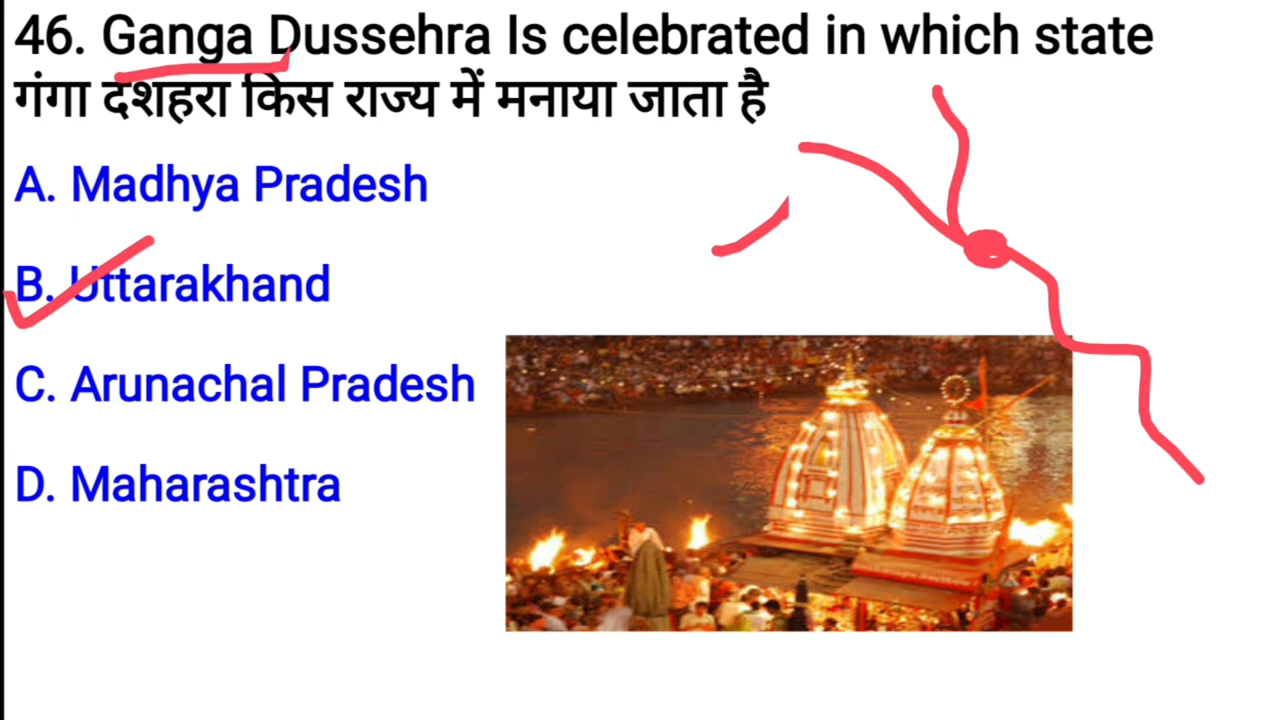 46. Ganga Dussehra Is celebrated in which state
गंगा दशहरा किस राज्य में मनाया जाता है
A. Madhya Pradesh
B. Uttarakhand
C. Arunachal Pradesh
D. Maharashtra